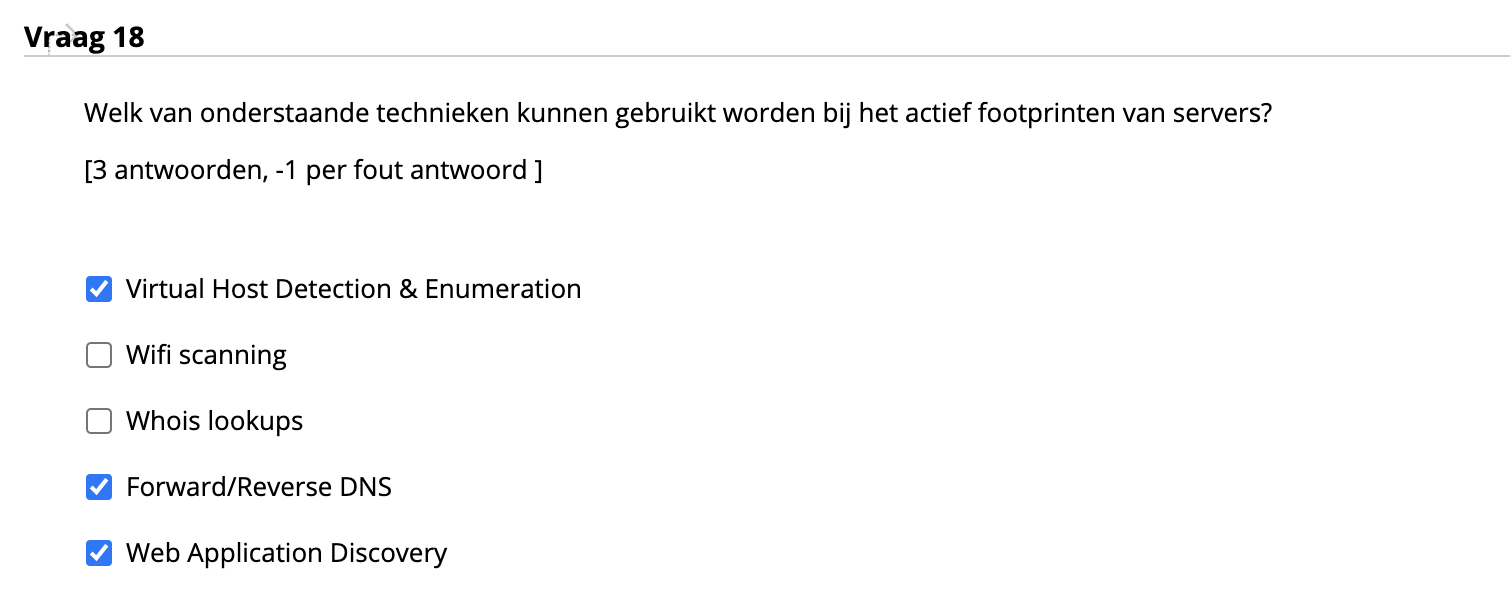 Vraag 18
Welk van onderstaande technieken kunnen gebruikt worden bij het actief footprinten van servers?
[3 antwoorden, -1 per fout antwoord ]
Virtual Host Detection & Enumeration
Wifi scanning
Whois lookups
Forward/Reverse DNS
Web Application Discovery